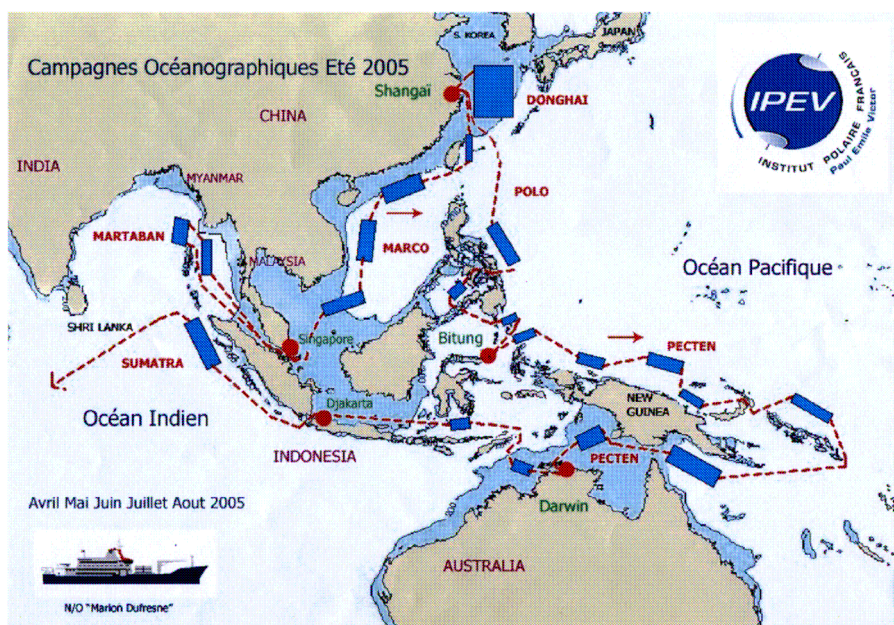 Campagnes Océanographiques Eté 2005
S. KOREA
JAPAN
Shangaï
DONGHAI
CHINA
IPEV
INSTITUT POLAIRE FRANÇAIS
Paul Emile Victor
INDIA
MYANMAR
POLO
MARTABAN
MARCO
MALAYSIA
Océan Pacifique
SHRI LANKA
Singapore
Bitung
PECTEN
SUMATRA
Djakarta
NEW
GUINEA
Océan Indien
INDONESIA
PECTEN
Darwin
Avril Mai Juin Juillet Aout 2005
AUSTRALIA
N/O "Marion Dufresne"